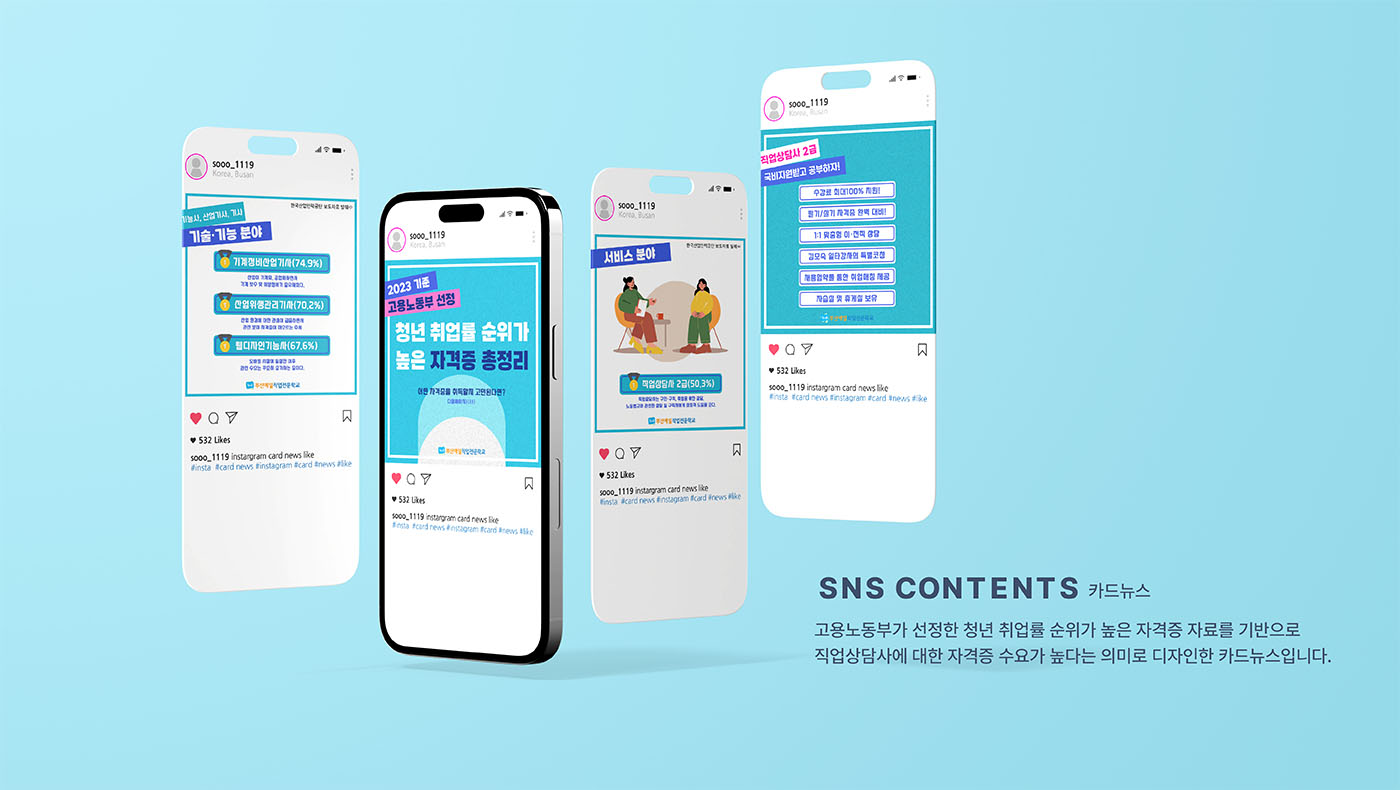 sooo_1119
Korea, Busan
한국산업인력공단 보도자료 발췌
기능사, 산업기사, 기사
기술·기능 분야
기계정비산업기사(74.9%)
산업위생관리기사(70.2%)
웹디자인기능사(67.6%)
부산예일직업전문학교
532 Likes
sooo_1119 instargram card news like
#insta #card news #instagram #card #news #like
sooo_1119
Korea, Busan
2023 기준
고용노동부 선정
청년 취업률 순위가
높은 자격증 총정리
어떤 자격증을 취득할지 고민된다면?
부산예일직업전문학교
532 Likes
sooo_1119 instargram card news like
#insta #card news #instagram #card #news #like
sooo_1119
Korea, Busan
한국산업인력공단 보도자료 발췌
서비스 분야
직업상담사 2급(50.3%)
부산예일직업전문학교
532 Likes
sooo_1119 instargram card news like
#insta #card news #instagram #card #news #like
sooo_1119
Korea, Busan
직업상담사 2급
국비지원받고 공부하자!
수강료 최대100% 지원!
필기/실기 자격증 완벽 대비!
1:1 맞춤형 이·전직 상담
김모숙 일타강사의 특별코칭
채용협약을 통한 취업매칭 제공
자습실 및 휴게실 보유
부산예일직업전문학교
532 Likes
sooo_1119 instargram card news like
#insta #card news #instagram #card #news #like
SNS CONTENTS 카드뉴스
고용노동부가 선정한 청년 취업률 순위가 높은 자격증 자료를 기반으로
직업상담사에 대한 자격증 수요가 높다는 의미로 디자인한 카드뉴스입니다.